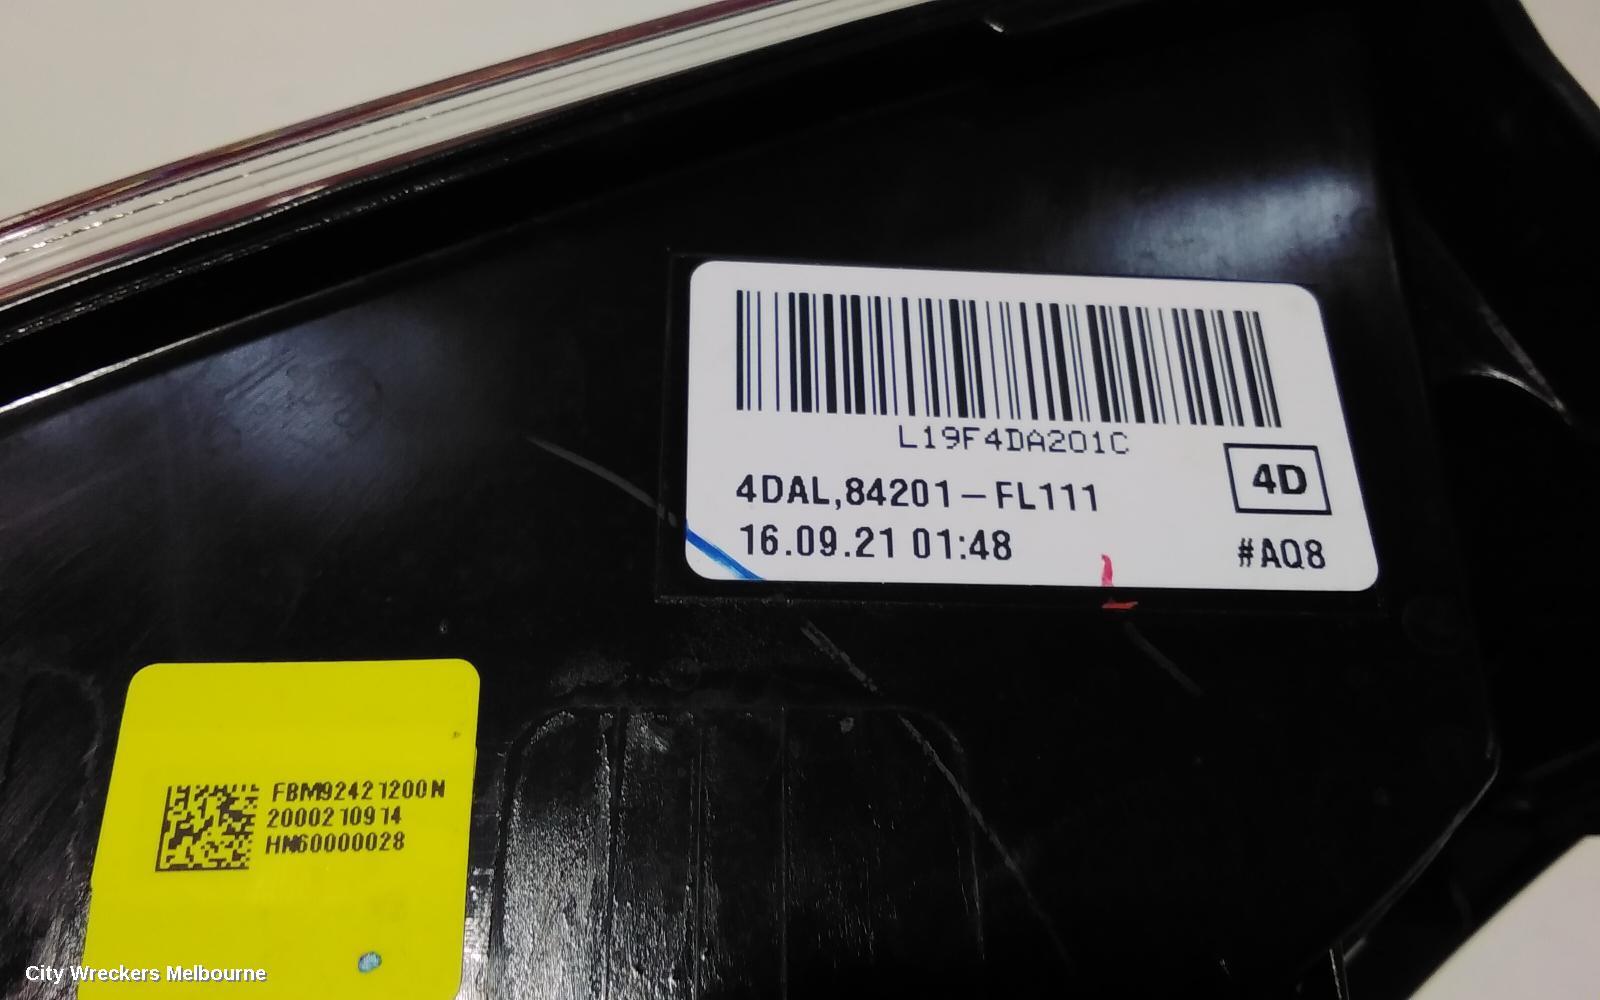 L19F4DA201C
4DAL,84201-FL111
4D
16.09.21 01:48
#AQ8
FBM92421200N
2000210914
HN60000028
City Wreckers Melbourne